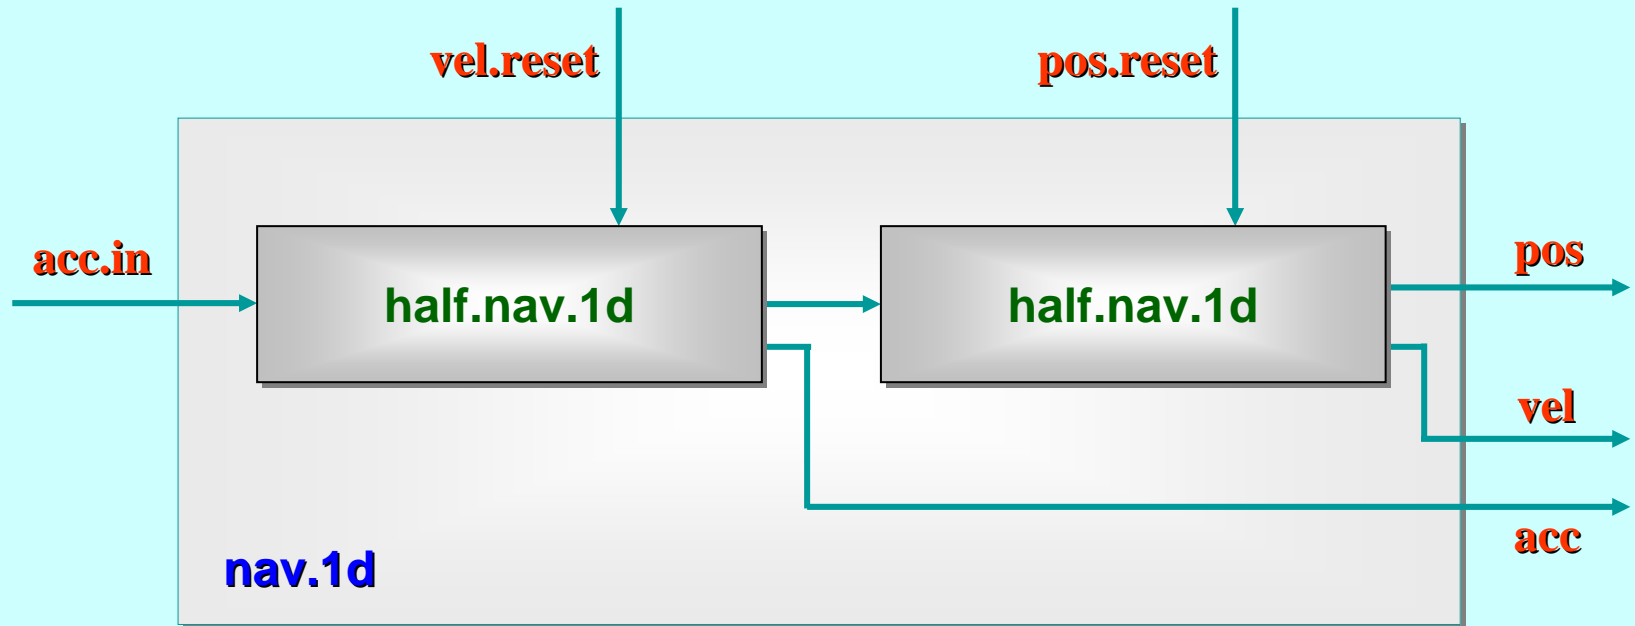 vel.reset
pos.reset
acc.in
half.nav.1d
half.nav.1d
pos
vel
acc
nav.1d